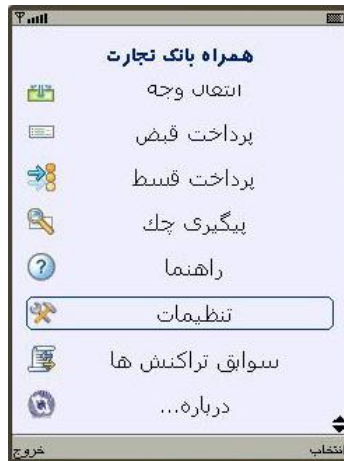 همراه بانک تجارت
انتقال وجه
پرداخت قبض
پرداخت قسط
پیگیری چك
راهنما
تنظیمات
سوابق تراکنش ها
درباره...
انتخاب
خروج